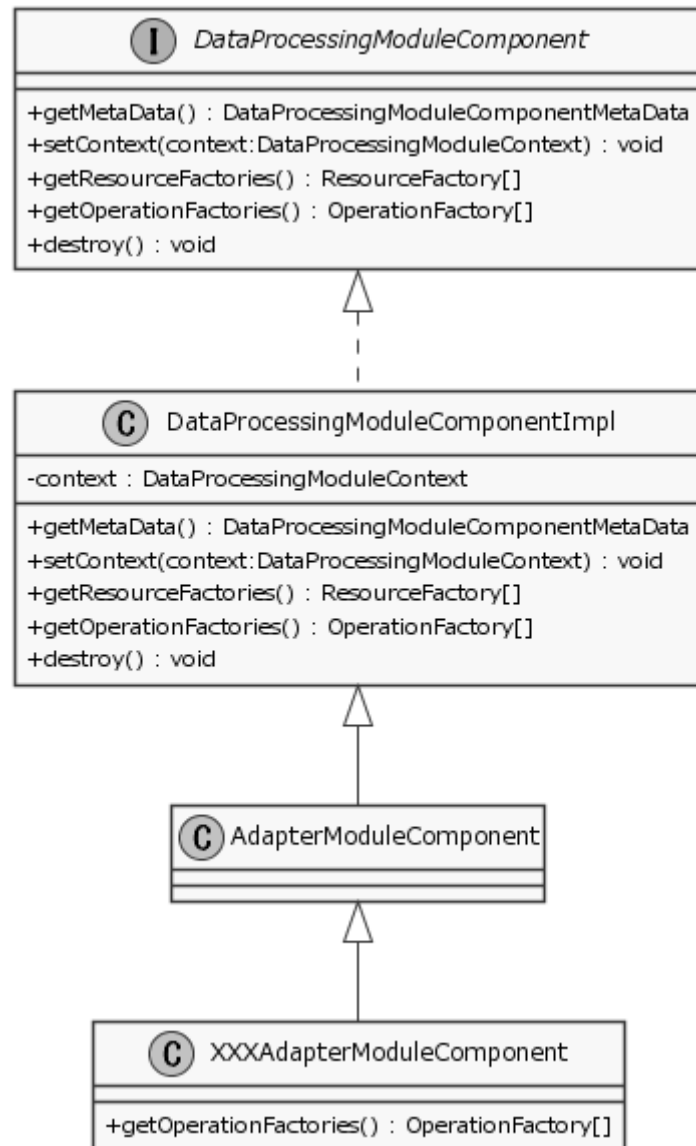 I DataProcessingModuleComponent
+getMetaData() : DataProcessingModuleComponentMetaData
+setContext(context:DataProcessingModuleContext) : void
+getResourceFactories() : ResourceFactory[]
+getOperationFactories() : OperationFactory[]
+destroy() : void
C DataProcessingModuleComponentImpl
-context : DataProcessingModuleContext
+getMetaData() : DataProcessingModuleComponentMetaData
+setContext(context:DataProcessingModuleContext) : void
+getResourceFactories() : ResourceFactory[]
+getOperationFactories() : OperationFactory[]
+destroy() : void
C AdapterModuleComponent
C XXXAdapterModuleComponent
+getOperationFactories() : OperationFactory[]